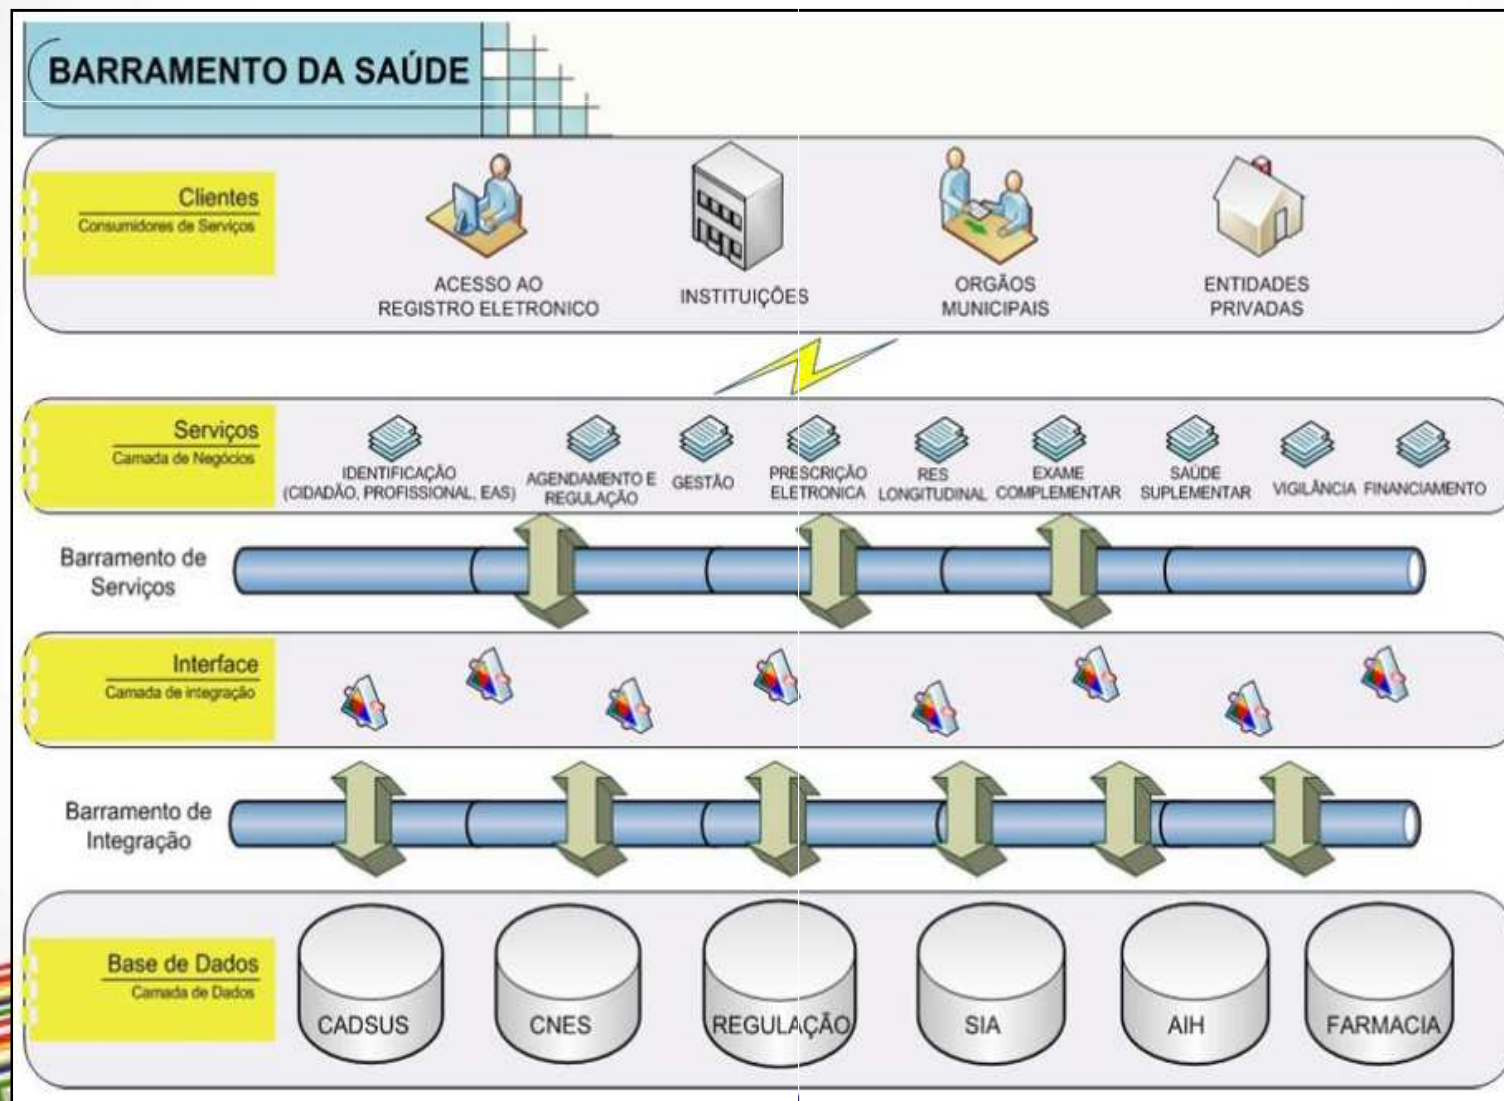 BARRAMENTO DA SAÚDE
Clientes
Consumidores de Serviços
ACESSO AO
REGISTRO ELETRONICO
INSTITUIÇÕES
ORGÃOS
MUNICIPAIS
ENTIDADES
PRIVADAS
Serviços
Camada de Negócios
IDENTIFICAÇÃO
(CIDADÃO, PROFISSIONAL, EAS)
AGENDAMENTO E
REGULAÇÃO
GESTÃO
PRESCRIÇÃO
ELETRONICA
RES
LONGITUDINAL
EXAME
COMPLEMENTAR
SAÚDE
SUPLEMENTAR
VIGILÂNCIA
FINANCIAMENTO
Barramento de
Serviços
Interface
Camada de integração
Barramento de
Integração
Base de Dados
Camada de Dados
CADSUS
CNES
REGULAÇÃO
SIA
AIH
FARMACIA